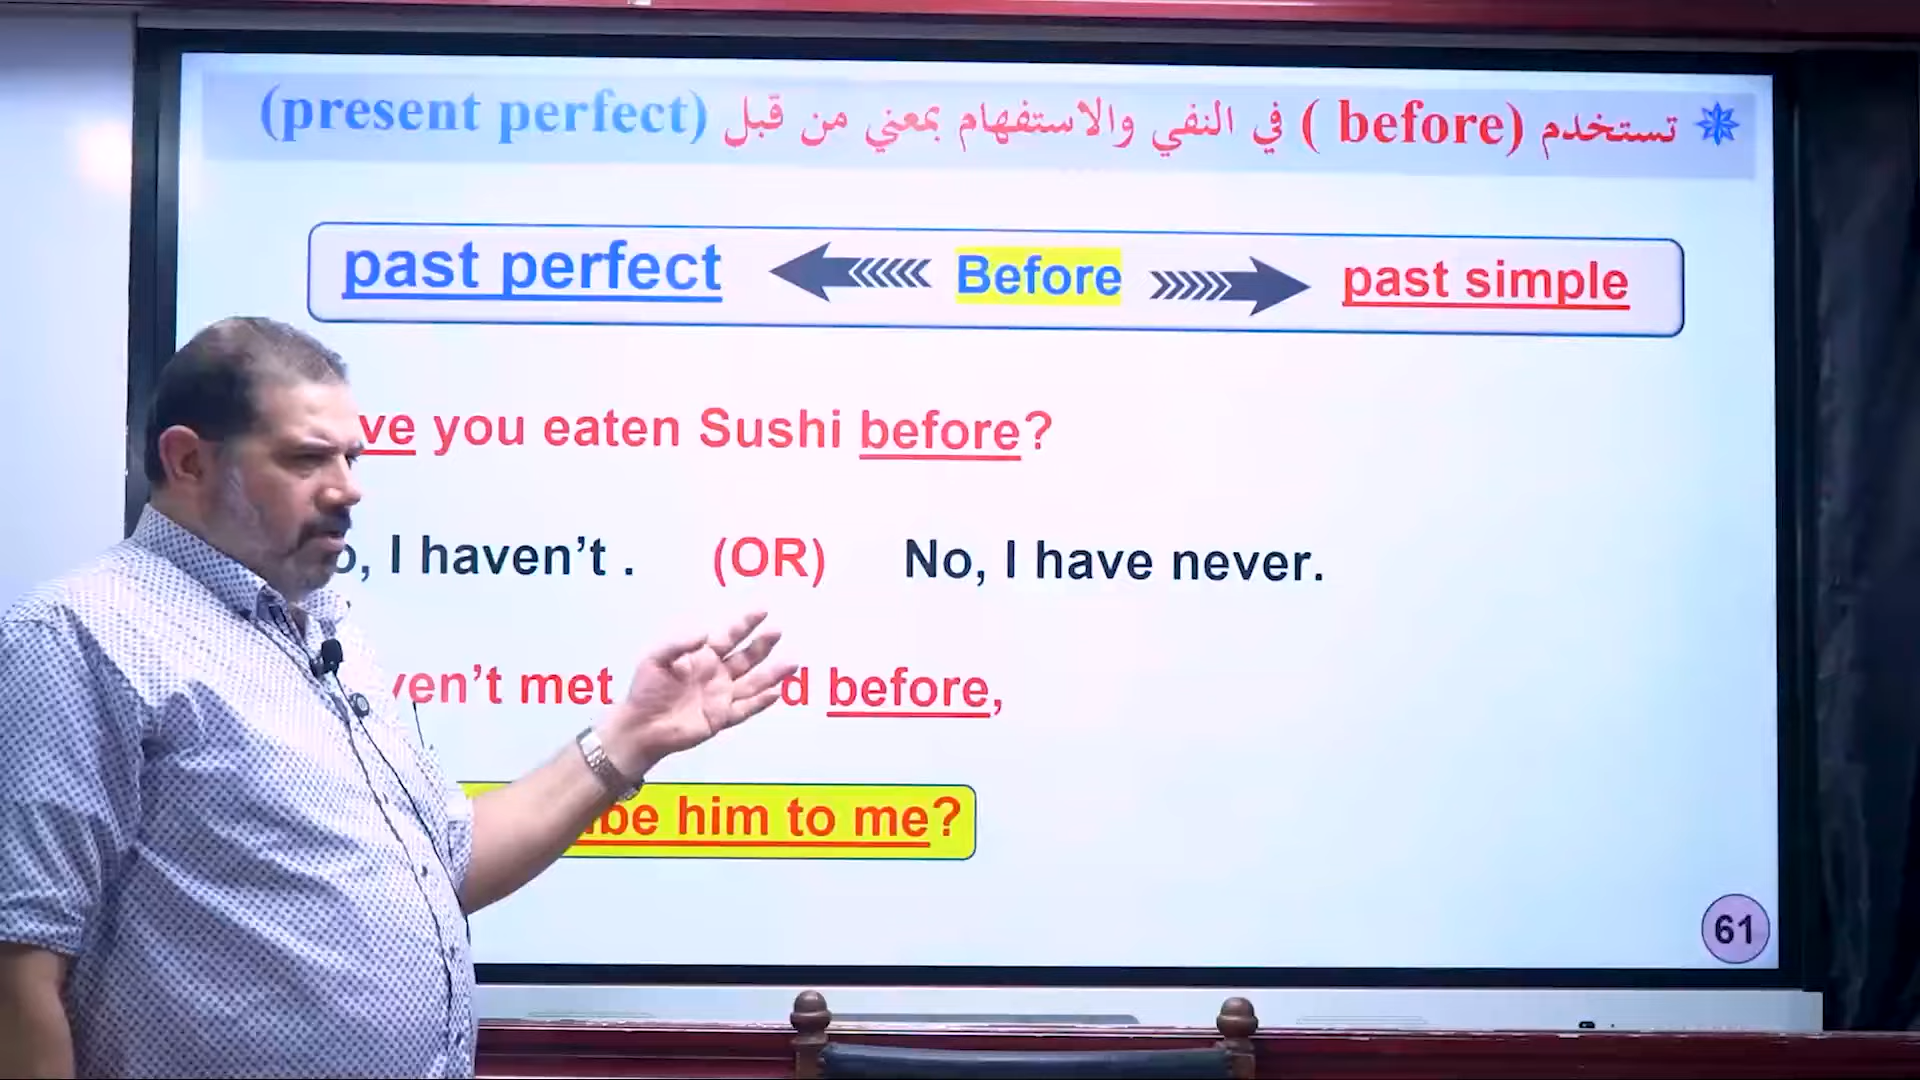 تستخدم (before ) في النفي والاستفهام بمعني من قبل (present perfect)
past perfect Before past simple
you eaten Sushi before?
I haven’t . (OR) No, I have never.
met before,
him to me?
61